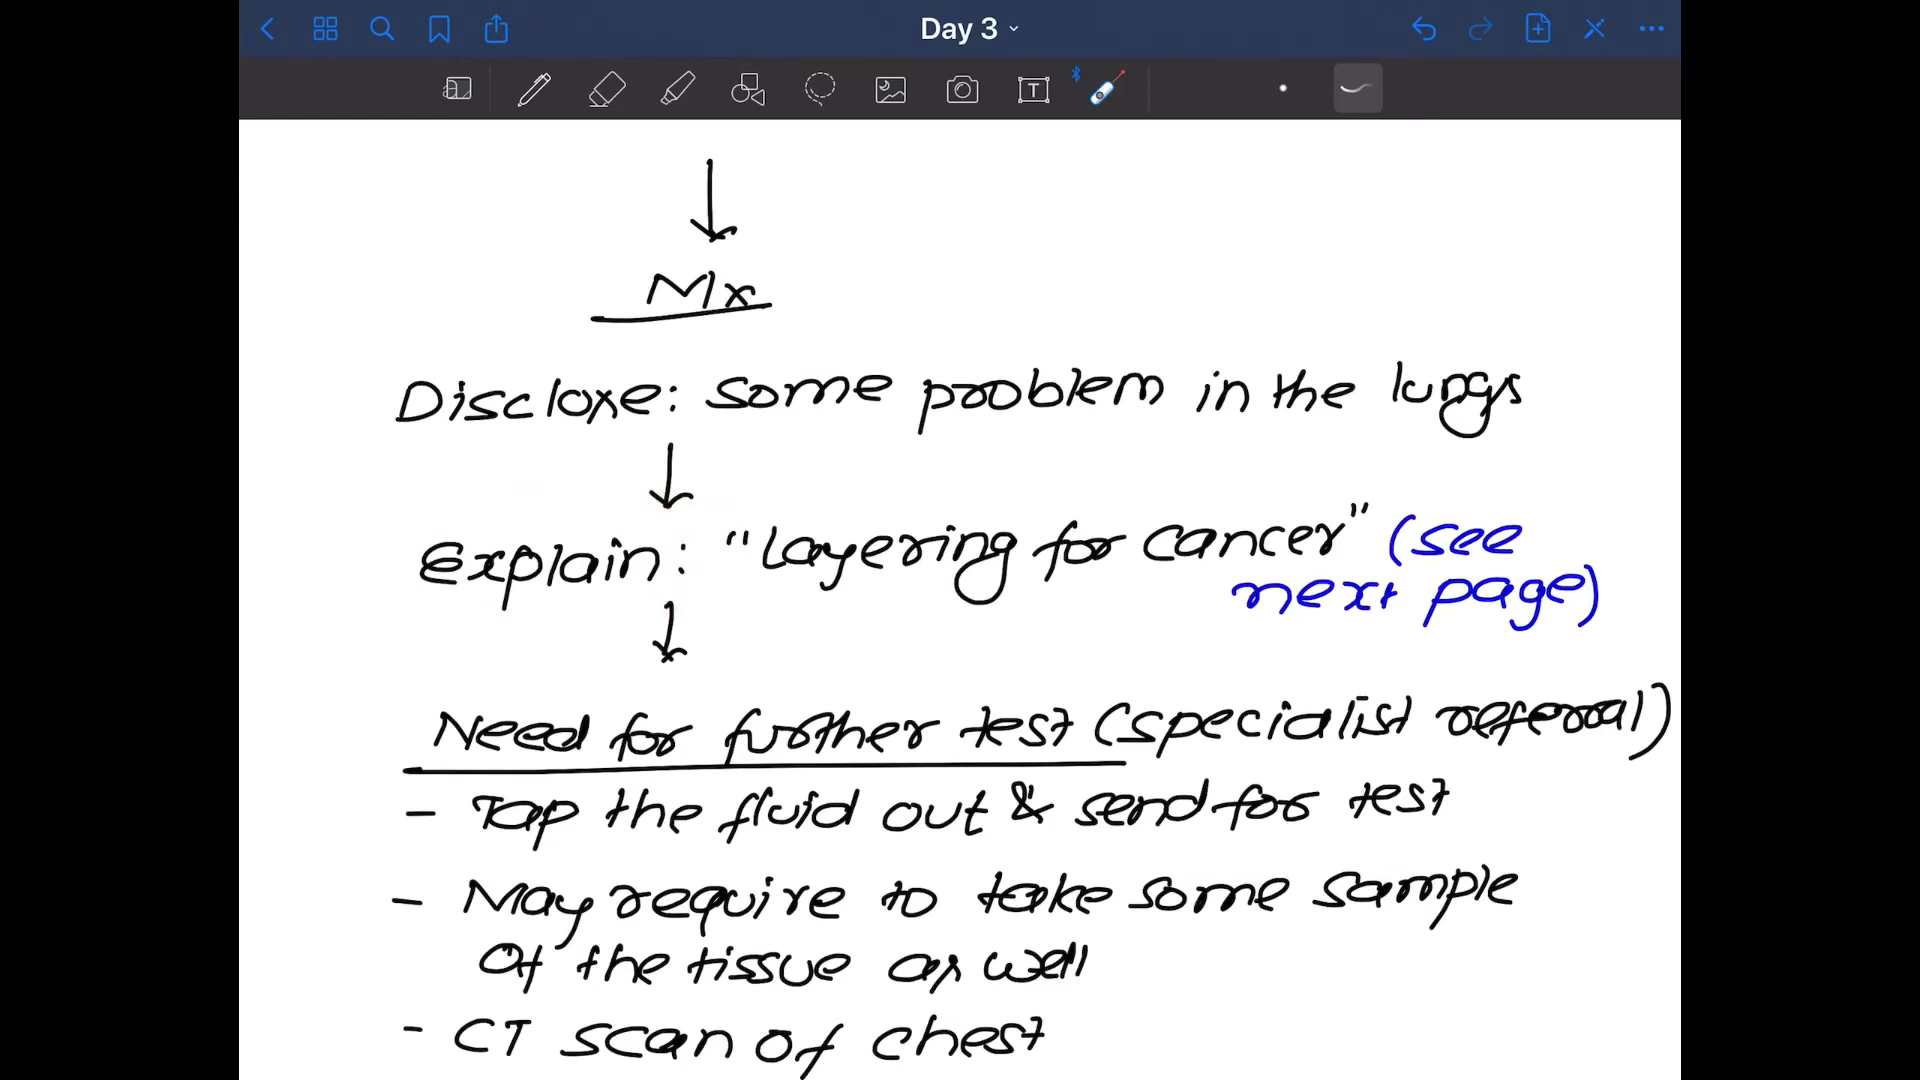 Day 3
T
Mx
Disclose: some problem in the lungs
Explain: "Layering for cancer" (see
next page)
Need for further test (specialist referral)
- Tap the fluid out & send for test
- May require to take some sample
Of the tissue as well
- CT scan of chest